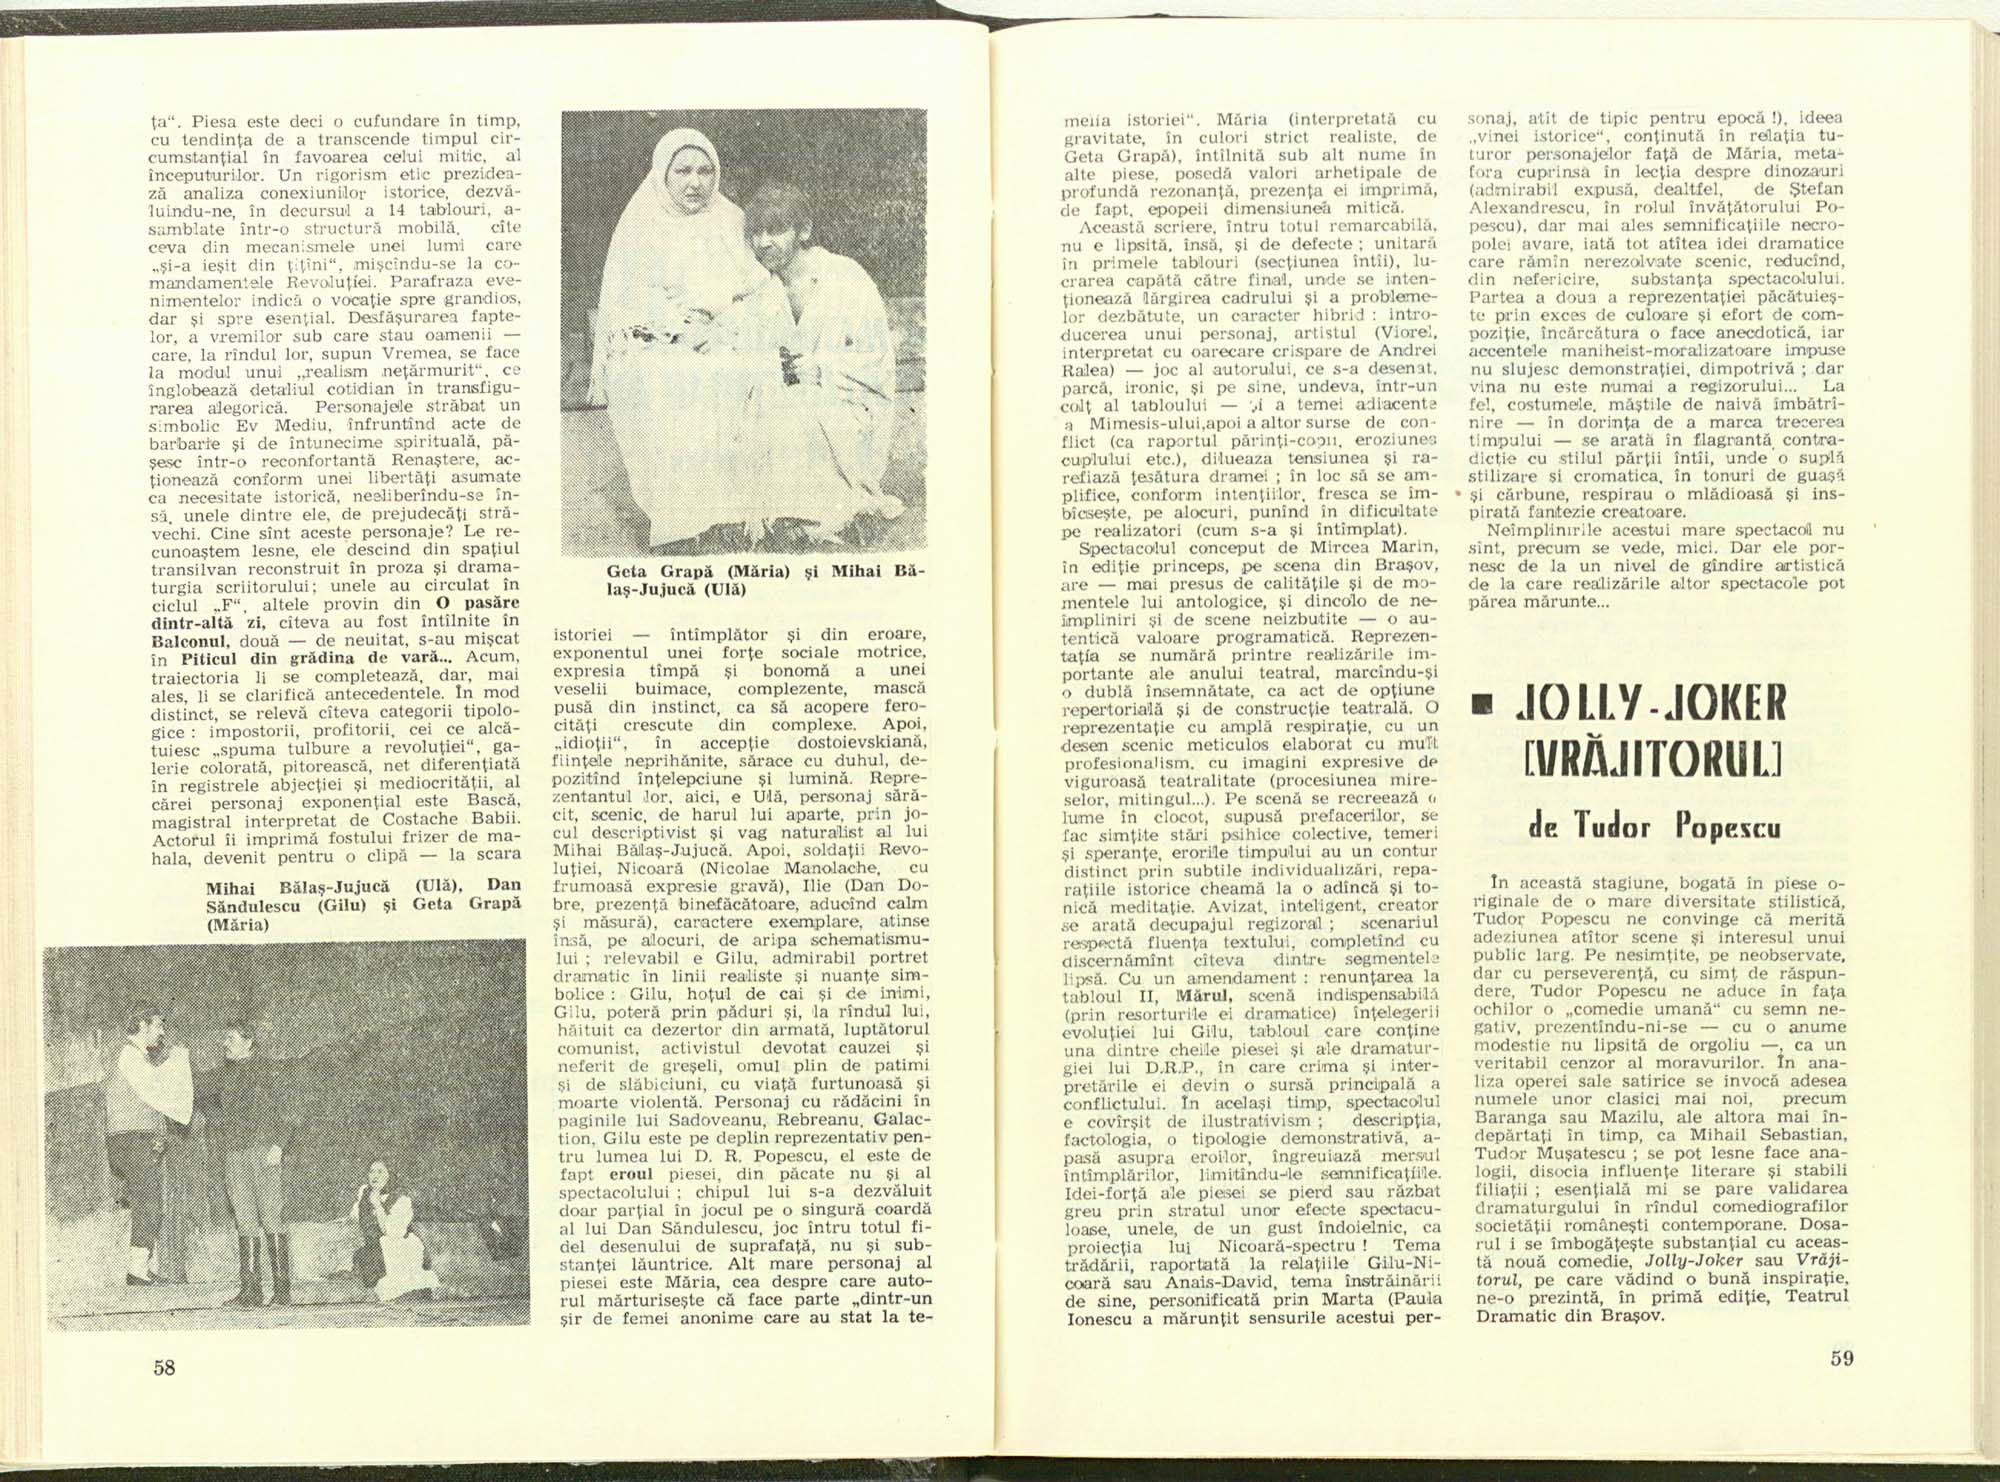 ța“. Piesa este deci o cufundare în timp,
cu tendința de a transcende timpul cir-
cumstanțial în favoarea celui mitic, al
începuturilor. Un rigorism etic prezidea-
ză analiza conexiunilor istorice, dezvă-
luindu-ne, în decursul a 14 tablouri, a-
samblate într-o structură mobilă, cîte
ceva din mecanismele unei lumi care
„și-a ieșit din țîțîni“, mișcîndu-se la co-
mandamentele Revoluției. Parafraza eve-
nimentelor indică o vocație spre grandios,
dar și spre esențial. Desfășurarea fapte-
lor, a vremilor sub care stau oamenii —
care, la rîndul lor, supun Vremea, se face
la modul unui „realism nețărmurit“, ce
înglobează detaliul cotidian în transfigu-
rarea alegorică. Personajele străbat un
simbolic Ev Mediu, înfruntînd acte de
barbarie și de întunecime spirituală, pă-
șesc într-o reconfortantă Renaștere, ac-
ționează conform unei libertăți asumate
ca necesitate istorică, neeliberîndu-se în-
să, unele dintre ele, de prejudecăți stră-
vechi. Cine sînt aceste personaje? Le re-
cunoaștem lesne, ele descind din spațiul
transilvan reconstruit în proza și drama-
turgia scriitorului; unele au circulat în
ciclul „F“, altele provin din O pasăre
dintr-altă zi, cîteva au fost întîlnite în
Balconul, două — de neuitat, s-au mișcat
în Piticul din grădina de vară... Acum,
traiectoria li se completează, dar, mai
ales, li se clarifică antecedentele. În mod
distinct, se relevă cîteva categorii tipolo-
gice : impostorii, profitorii, cei ce alcă-
tuiesc „spuma tulbure a revoluției“, ga-
lerie colorată, pitorească, net diferențiată
în registrele abjecției și mediocrității, al
cărei personaj exponențial este Bască,
magistral interpretat de Costache Babii.
Actorul îi imprimă fostului frizer de ma-
hala, devenit pentru o clipă — la scara
Mihai Bălaș-Jujucă (Ulă), Dan
Săndulescu (Gilu) și Geta Grapă
(Măria)
58
Geta Grapă (Măria) și Mihai Bă-
laș-Jujucă (Ulă)
istoriei — întîmplător și din eroare,
exponentul unei forțe sociale motrice,
expresia tîmpă și bonomă a unei
veselii buimace, complezente, mască
pusă din instinct, ca să acopere fero-
cități crescute din complexe. Apoi,
„idioții“, în accepție dostoievskiană,
ființele neprihănite, sărace cu duhul, de-
pozitînd înțelepciune și lumină. Repre-
zentantul lor, aici, e Ulă, personaj sără-
cit, scenic, de harul lui aparte, prin jo-
cul descriptivist și vag naturalist al lui
Mihai Bălaș-Jujucă. Apoi, soldații Revo-
luției, Nicoară (Nicolae Manolache, cu
frumoasă expresie gravă), Ilie (Dan Do-
bre, prezență binefăcătoare, aducînd calm
și măsură), caractere exemplare, atinse
însă, pe alocuri, de aripa schematismu-
lui ; relevabil e Gilu, admirabil portret
dramatic în linii realiste și nuanțe sim-
bolice : Gilu, hoțul de cai și de inimi,
Gilu, poteră prin păduri și, la rîndul lui,
hăituit ca dezertor din armată, luptătorul
comunist, activistul devotat cauzei și
neferit de greșeli, omul plin de patimi
și de slăbiciuni, cu viață furtunoasă și
moarte violentă. Personaj cu rădăcini în
paginile lui Sadoveanu, Rebreanu, Galac-
tion, Gilu este pe deplin reprezentativ pen-
tru lumea lui D. R. Popescu, el este de
fapt eroul piesei, din păcate nu și al
spectacolului ; chipul lui s-a dezvăluit
doar parțial în jocul pe o singură coardă
al lui Dan Săndulescu, joc întru totul fi-
del desenului de suprafață, nu și sub-
stanței lăuntrice. Alt mare personaj al
piesei este Măria, cea despre care auto-
rul mărturisește că face parte „dintr-un
șir de femei anonime care au stat la te-
melia istoriei“. Măria (interpretată cu
gravitate, în culori strict realiste, de
Geta Grapă), întîlnită sub alt nume în
alte piese, posedă valori arhetipale de
profundă rezonanță, prezența ei imprimă,
de fapt, epopeii dimensiunea mitică.
Această scriere, întru totul remarcabilă,
nu e lipsită, însă, și de defecte ; unitară
în primele tablouri (secțiunea întîi), lu-
crarea capătă către final, unde se inten-
ționează lărgirea cadrului și a probleme-
lor dezbătute, un caracter hibrid : intro-
ducerea unui personaj, artistul (Viorel,
interpretat cu oarecare crispare de Andrei
Ralea) — joc al autorului, ce s-a desenat,
parcă, ironic, și pe sine, undeva, într-un
colț al tabloului — și a temei adiacente
a Mimesis-ului,apoi a altor surse de con-
flict (ca raportul părinți-copii, eroziunea
cuplului etc.), diluează tensiunea și ra-
refiază țesătura dramei ; în loc să se am-
plifice, conform intențiilor, fresca se îm-
bîcsește, pe alocuri, punînd în dificultate
pe realizatori (cum s-a și întîmplat).
Spectacolul conceput de Mircea Marin,
în ediție princeps, pe scena din Brașov,
are — mai presus de calitățile și de mo-
mentele lui antologice, și dincolo de ne-
împliniri și de scene neizbutite — o au-
tentică valoare programatică. Reprezen-
tația se numără printre realizările im-
portante ale anului teatral, marcîndu-și
o dublă însemnătate, ca act de opțiune
repertorială și de construcție teatrală. O
reprezentație cu amplă respirație, cu un
desen scenic meticulos elaborat cu mult
profesionalism, cu imagini expresive de
viguroasă teatralitate (procesiunea mire-
selor, mitingul...). Pe scenă se recreează o
lume în clocot, supusă prefacerilor, se
fac simțite stări psihice colective, temeri
și speranțe, erorile timpului au un contur
distinct prin subtile individualizări, repa-
rațiile istorice cheamă la o adîncă și to-
nică meditație. Avizat, inteligent, creator
se arată decupajul regizoral ; scenariul
respectă fluența textului, completînd cu
discernămînt cîteva dintre segmentele
lipsă. Cu un amendament : renunțarea la
tabloul II, Mărul, scenă indispensabilă
(prin resorturile ei dramatice) înțelegerii
evoluției lui Gilu, tabloul care conține
una dintre cheile piesei și ale dramatur-
giei lui D.R.P., în care crima și inter-
pretările ei devin o sursă principală a
conflictului. În același timp, spectacolul
e covîrșit de ilustrativism ; descripția,
factologia, o tipologie demonstrativă, a-
pasă asupra eroilor, îngreuiază mersul
întîmplărilor, limitîndu-le semnificațiile.
Idei-forță ale piesei se pierd sau răzbat
greu prin stratul unor efecte spectacu-
loase, unele, de un gust îndoielnic, ca
proiecția lui Nicoară-spectru ! Tema
trădării, raportată la relațiile Gilu-Ni-
coară sau Anais-David, tema înstrăinării
de sine, personificată prin Marta (Paula
Ionescu a mărunțit sensurile acestui per-
sonaj, atît de tipic pentru epocă !), ideea
„vinei istorice“, conținută în relația tu-
turor personajelor față de Măria, meta-
fora cuprinsă în lecția despre dinozauri
(admirabil expusă, dealtfel, de Ștefan
Alexandrescu, în rolul învățătorului Po-
pescu), dar mai ales semnificațiile necro-
polei avare, iată tot atîtea idei dramatice
care rămîn nerezolvate scenic, reducînd,
din nefericire, substanța spectacolului.
Partea a doua a reprezentației păcătuieș-
te prin exces de culoare și efort de com-
poziție, încărcătura o face anecdotică, iar
accentele maniheist-moralizatoare impuse
nu slujesc demonstrației, dimpotrivă ; dar
vina nu este numai a regizorului... La
fel, costumele, măștile de naivă îmbătrî-
nire — în dorința de a marca trecerea
timpului — se arată în flagrantă contra-
dicție cu stilul părții întîi, unde o suplă
stilizare și cromatica, în tonuri de guașă
și cărbune, respirau o mlădioasă și ins-
pirată fantezie creatoare.
Neîmplinirile acestui mare spectacol nu
sînt, precum se vede, mici. Dar ele por-
nesc de la un nivel de gîndire artistică
de la care realizările altor spectacole pot
părea mărunte...
■ JOLLY-JOKER
[VRĂJITORUL]
de Tudor Popescu
În această stagiune, bogată în piese o-
riginale de o mare diversitate stilistică,
Tudor Popescu ne convinge că merită
adeziunea atîtor scene și interesul unui
public larg. Pe nesimțite, pe neobservate,
dar cu perseverență, cu simț de răspun-
dere, Tudor Popescu ne aduce în fața
ochilor o „comedie umană“ cu semn ne-
gativ, prezentîndu-ni-se — cu o anume
modestie nu lipsită de orgoliu —, ca un
veritabil cenzor al moravurilor. În ana-
liza operei sale satirice se invocă adesea
numele unor clasici mai noi, precum
Baranga sau Mazilu, ale altora mai în-
depărtați în timp, ca Mihail Sebastian,
Tudor Mușatescu ; se pot lesne face ana-
logii, disocia influențe literare și stabili
filiații ; esențială mi se pare validarea
dramaturgului în rîndul comediografilor
societății românești contemporane. Dosa-
rul i se îmbogățește substanțial cu aceas-
tă nouă comedie, Jolly-Joker sau Vrăji-
torul, pe care vădind o bună inspirație,
ne-o prezintă, în primă ediție, Teatrul
Dramatic din Brașov.
59